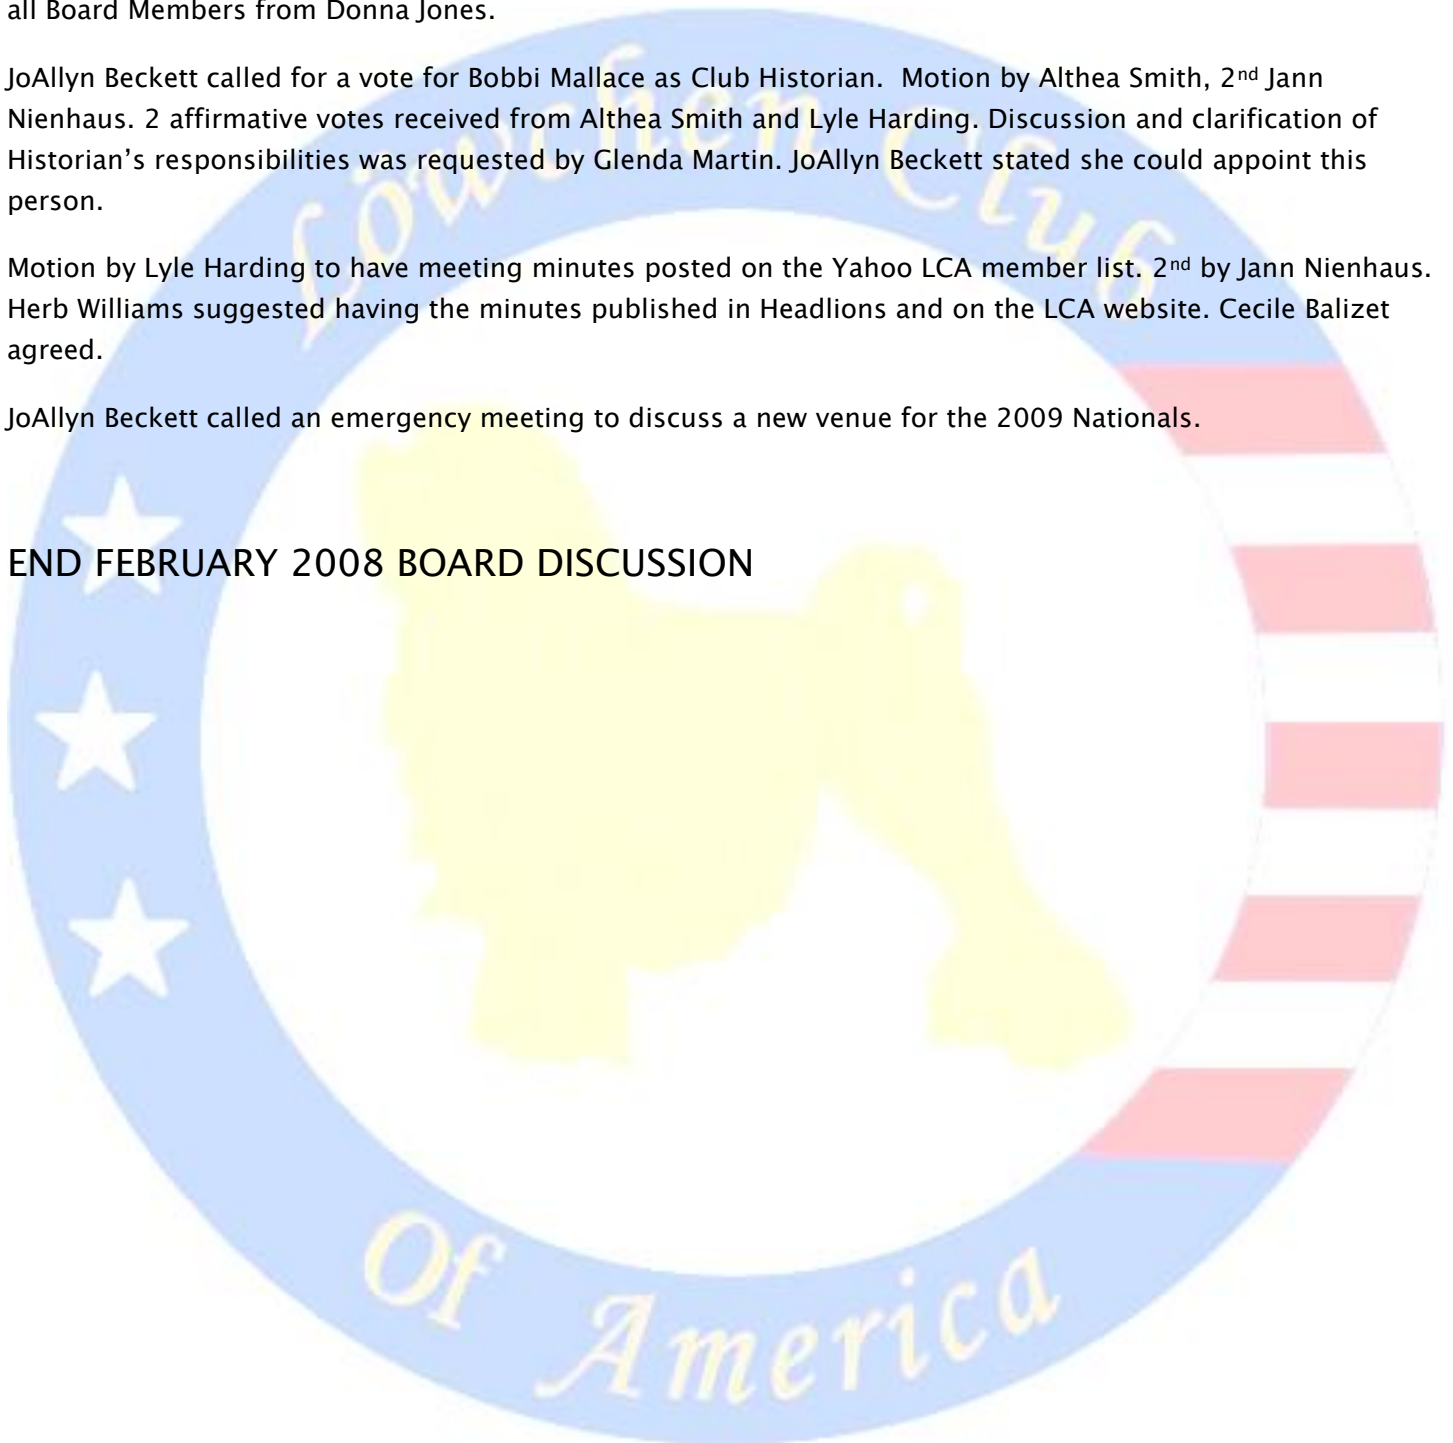 all Board Members from Donna Jones.
JoAllyn Beckett called for a vote for Bobbi Mallace as Club Historian.  Motion by Althea Smith, 2nd Jann
Nienhaus. 2 affirmative votes received from Althea Smith and Lyle Harding. Discussion and clarification of
Historian’s responsibilities was requested by Glenda Martin. JoAllyn Beckett stated she could appoint this
person.
Motion by Lyle Harding to have meeting minutes posted on the Yahoo LCA member list. 2nd by Jann Nienhaus.
Herb Williams suggested having the minutes published in Headlions and on the LCA website. Cecile Balizet
agreed.
JoAllyn Beckett called an emergency meeting to discuss a new venue for the 2009 Nationals.
END FEBRUARY 2008 BOARD DISCUSSION
Löwchen Club
Of America